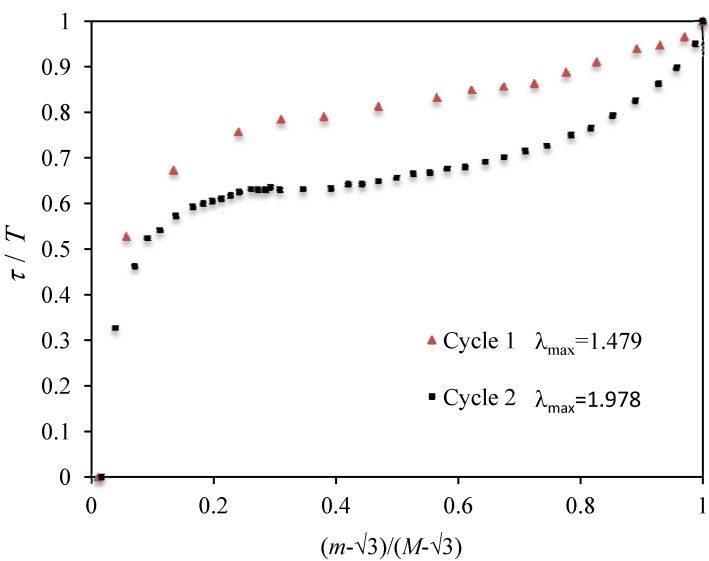 1
0.9
0.8
0.7
0.6
0.5
0.4
0.3
0.2
0.1
0
τ / T
Cycle 1 λmax=1.479
Cycle 2 λmax=1.978
0 0.2 0.4 0.6 0.8 1
(m-√3)/(M-√3)